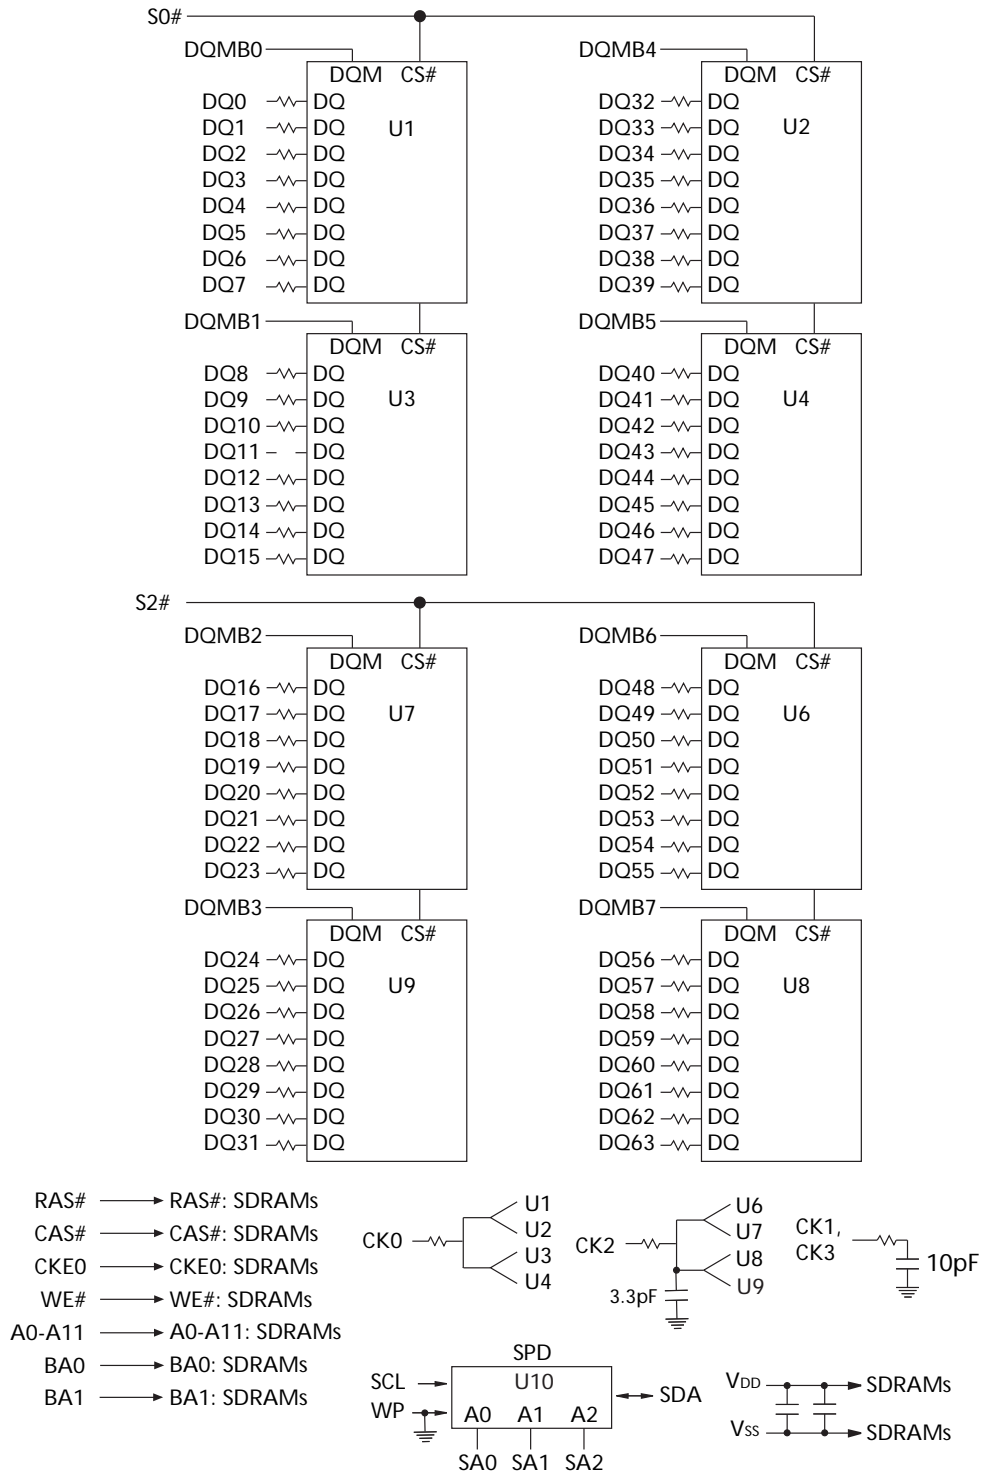 S0#
DQMB0
DQM CS#
U1
DQ0 DQ
DQ1 DQ
DQ2 DQ
DQ3 DQ
DQ4 DQ
DQ5 DQ
DQ6 DQ
DQ7 DQ
DQMB4
DQM CS#
U2
DQ32 DQ
DQ33 DQ
DQ34 DQ
DQ35 DQ
DQ36 DQ
DQ37 DQ
DQ38 DQ
DQ39 DQ
DQMB1
DQM CS#
U3
DQ8 DQ
DQ9 DQ
DQ10 DQ
DQ11 DQ
DQ12 DQ
DQ13 DQ
DQ14 DQ
DQ15 DQ
DQMB5
DQM CS#
U4
DQ40 DQ
DQ41 DQ
DQ42 DQ
DQ43 DQ
DQ44 DQ
DQ45 DQ
DQ46 DQ
DQ47 DQ
S2#
DQMB2
DQM CS#
U7
DQ16 DQ
DQ17 DQ
DQ18 DQ
DQ19 DQ
DQ20 DQ
DQ21 DQ
DQ22 DQ
DQ23 DQ
DQMB6
DQM CS#
U6
DQ48 DQ
DQ49 DQ
DQ50 DQ
DQ51 DQ
DQ52 DQ
DQ53 DQ
DQ54 DQ
DQ55 DQ
DQMB3
DQM CS#
U9
DQ24 DQ
DQ25 DQ
DQ26 DQ
DQ27 DQ
DQ28 DQ
DQ29 DQ
DQ30 DQ
DQ31 DQ
DQMB7
DQM CS#
U8
DQ56 DQ
DQ57 DQ
DQ58 DQ
DQ59 DQ
DQ60 DQ
DQ61 DQ
DQ62 DQ
DQ63 DQ
RAS# RAS#: SDRAMs
CAS# CAS#: SDRAMs
CKE0 CKE0: SDRAMs
WE# WE#: SDRAMs
A0-A11 A0-A11: SDRAMs
BA0 BA0: SDRAMs
BA1 BA1: SDRAMs
CK0
U1
U2
U3
U4
CK2
U6
U7
U8
U9
3.3pF
CK1,
CK3
10pF
SPD
U10
SCL
WP
A0 A1 A2
SDA
SA0 SA1 SA2
VDD SDRAMs
VSS SDRAMs